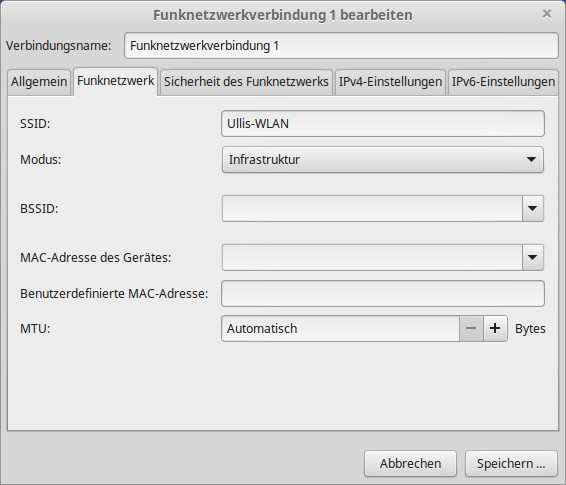 Funknetzwerkverbindung 1 bearbeiten
Verbindungsname: Funknetzwerkverbindung 1
Allgemein Funknetzwerk Sicherheit des Funknetzwerks IPv4-Einstellungen IPv6-Einstellungen
SSID: Ullis-WLAN
Modus: Infrastruktur
BSSID:
MAC-Adresse des Gerätes:
Benutzerdefinierte MAC-Adresse:
MTU: Automatisch − + Bytes
Abbrechen Speichern ...